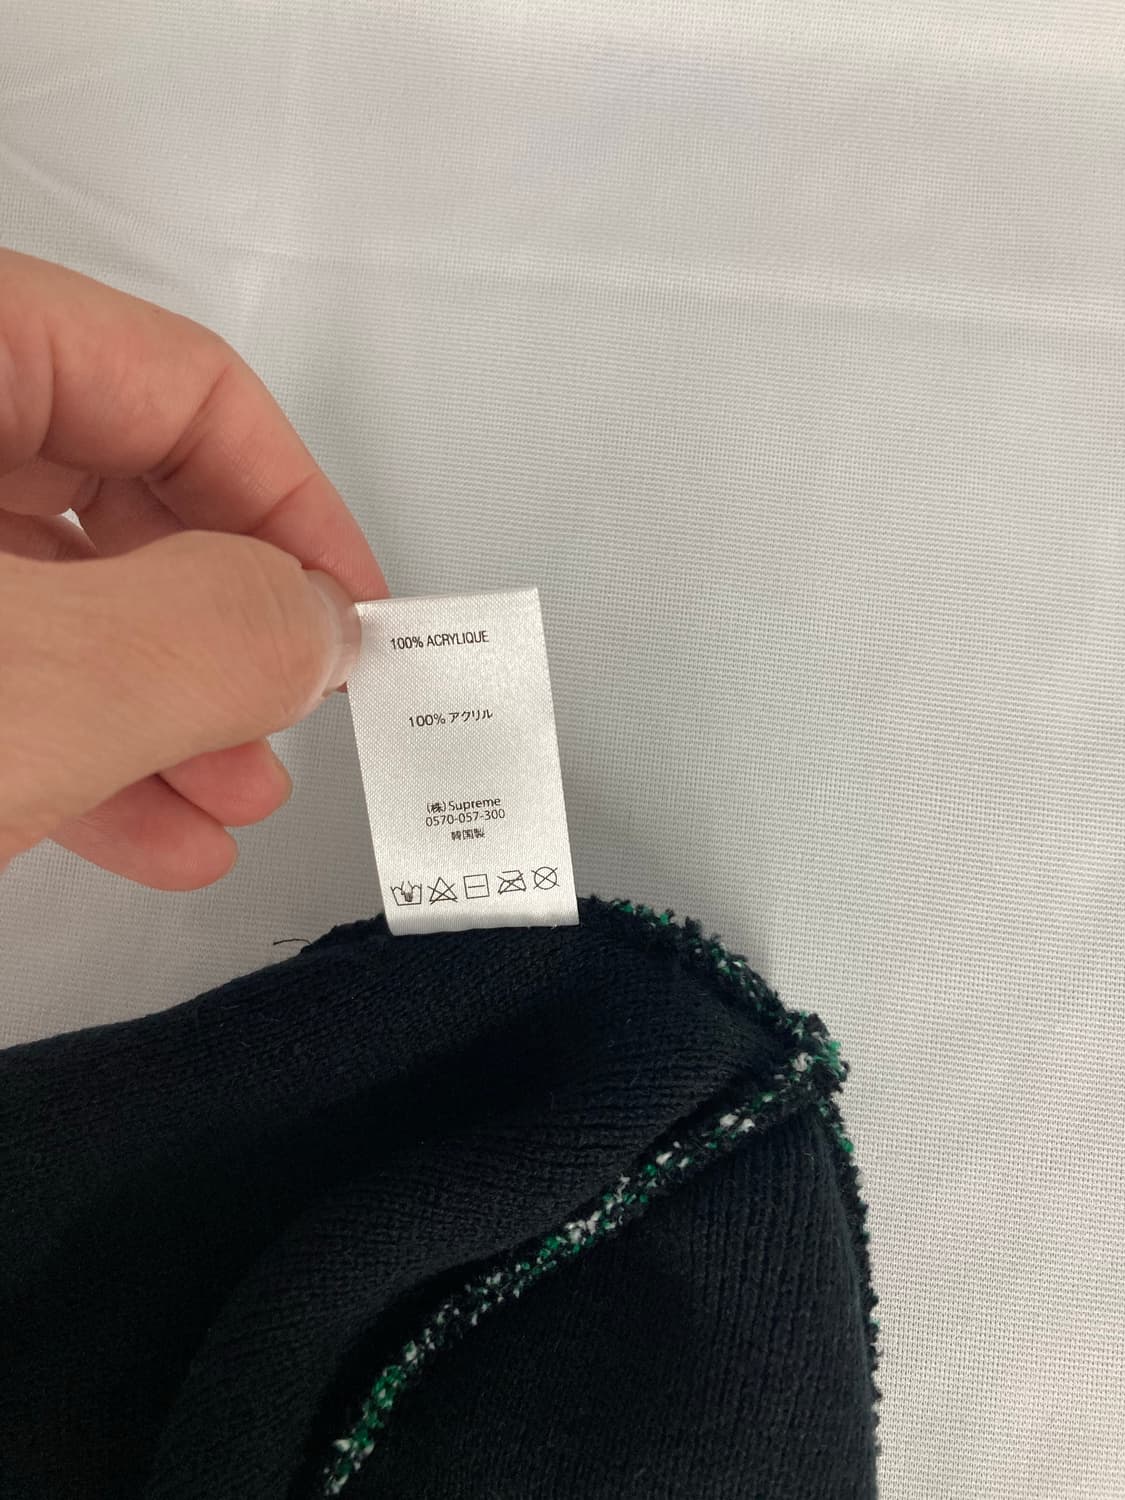 100% ACRYLIQUE
100% アクリル
(株)Supreme
0570-057-300
韓国製